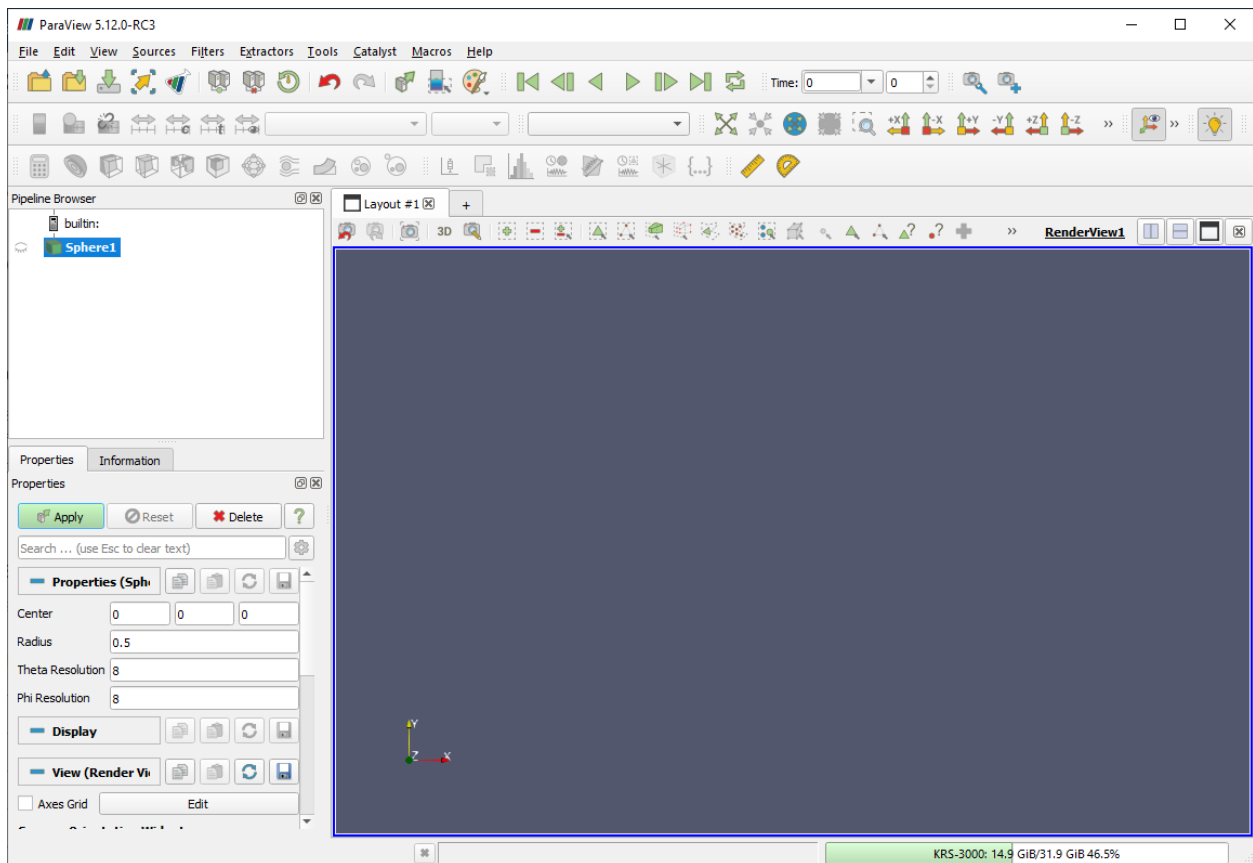 ParaView 5.12.0-RC3
File Edit View Sources Filters Extractors Tools Catalyst Macros Help
Time: 0 0
+X -X +Y -Y +Z -Z
Pipeline Browser
Layout #1 +
builtin:
3D RenderView1
Sphere1
Y
Z X
Properties Information
Properties
Apply Reset Delete ?
Search ... (use Esc to clear text)
Properties (Sph
Center 0 0 0
Radius 0.5
Theta Resolution 8
Phi Resolution 8
Display
View (Render Vi
Axes Grid Edit
KRS-3000: 14.9 GiB/31.9 GiB 46.5%